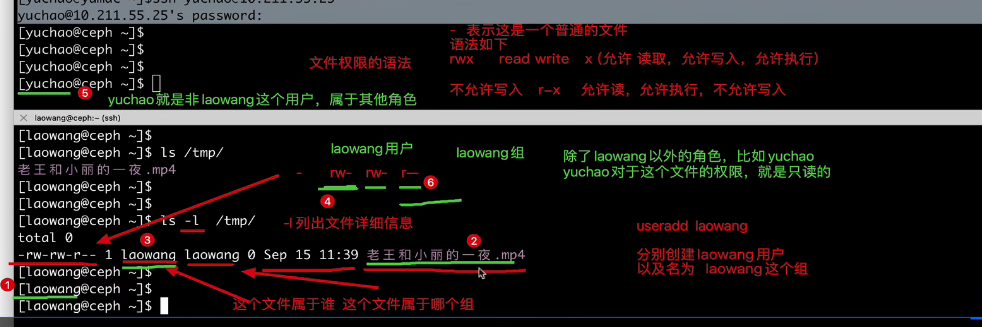 [yuchao@yumac ~]$ssh yuchao@10.211.55.25
yuchao@10.211.55.25's password:
[yuchao@ceph ~]$
[yuchao@ceph ~]$
[yuchao@ceph ~]$
[yuchao@ceph ~]$
- 表示这是一个普通的文件
语法如下
文件权限的语法
rwx read write x (允许 读取，允许写入，允许执行)
不允许写入 r-x 允许读，允许执行，不允许写入
5
yuchao就是非laowang这个用户，属于其他角色
laowang@ceph:~ (ssh)
[laowang@ceph ~]$
[laowang@ceph ~]$ ls /tmp/
老王和小丽的一夜.mp4
[laowang@ceph ~]$
[laowang@ceph ~]$ ls -l /tmp/
total 0
-rw-rw-r-- 1 laowang laowang 0 Sep 15 11:39 老王和小丽的一夜.mp4
[laowang@ceph ~]$
[laowang@ceph ~]$
[laowang@ceph ~]$
laowang用户
laowang组
- rw- rw- r—
4
6
-l 列出文件详细信息
3
2
1
这个文件属于谁 这个文件属于哪个组
除了laowang以外的角色，比如yuchao
yuchao对于这个文件的权限，就是只读的
useradd laowang
分别创建laowang用户
以及名为 laowang这个组